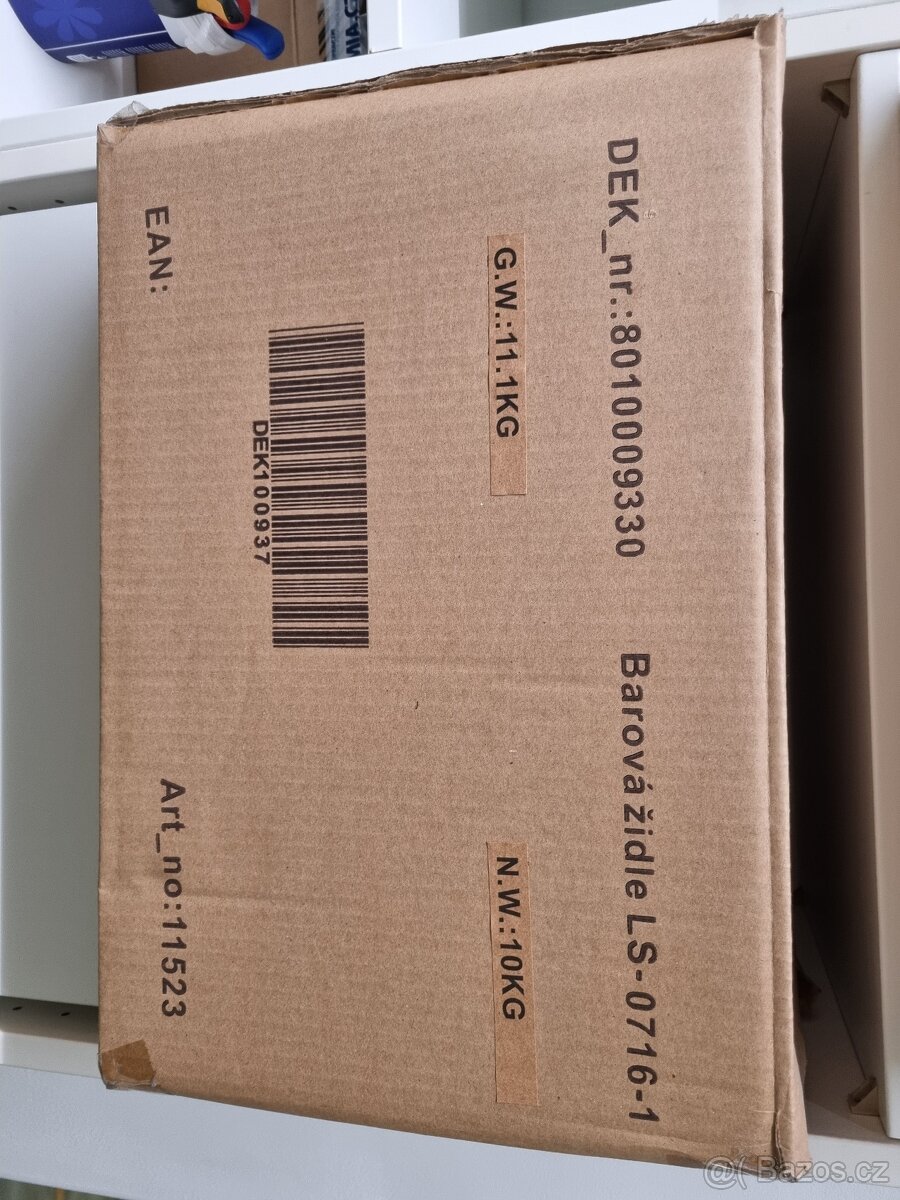 DEK_nr.:8010009330 Barová židle LS-0716-1
G.W.:11.1KG N.W.:10KG
DEK100937
EAN: Art_no:11523
Bazos.cz